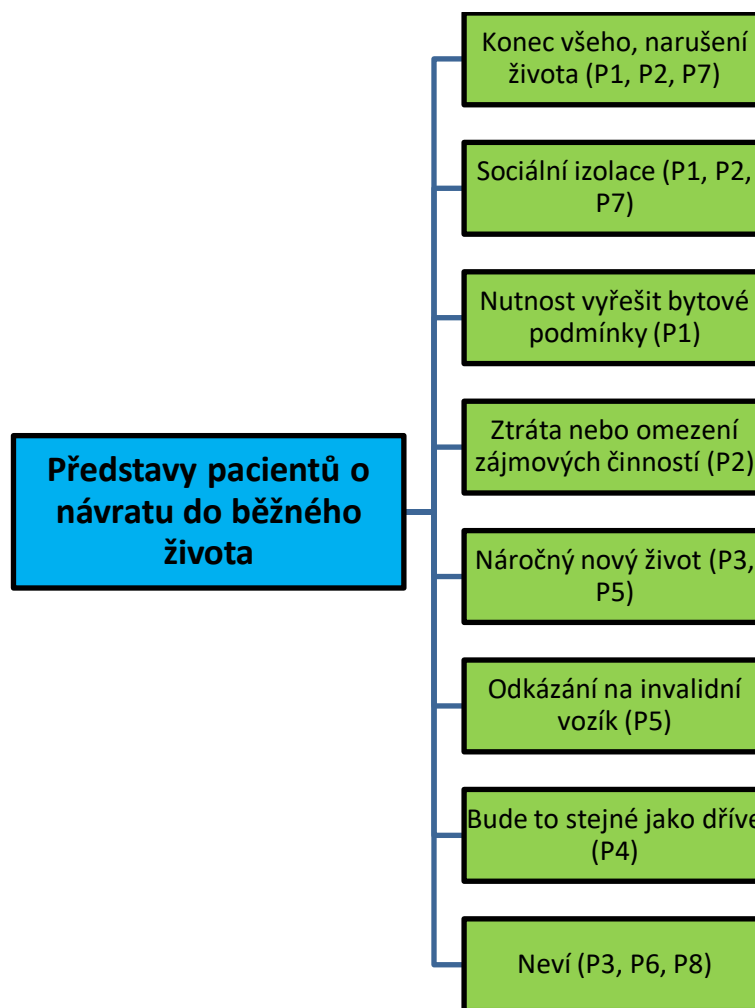 Konec všeho, narušení
života (P1, P2, P7)
Sociální izolace (P1, P2,
P7)
Nutnost vyřešit bytové
podmínky (P1)
Ztráta nebo omezení
zájmových činností (P2)
Představy pacientů o
návratu do běžného
života
Náročný nový život (P3,
P5)
Odkázání na invalidní
vozík (P5)
Bude to stejné jako dříve
(P4)
Neví (P3, P6, P8)